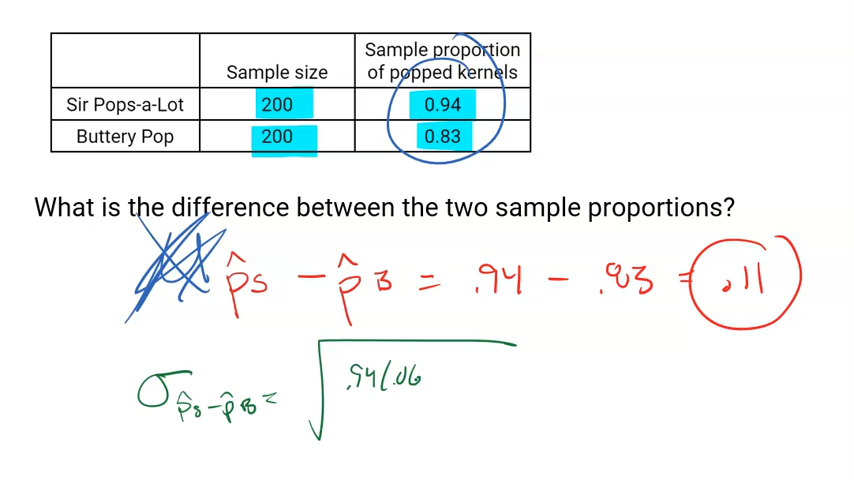 Sample size Sample proportion of popped kernels
Sir Pops-a-Lot 200 0.94
Buttery Pop 200 0.83
What is the difference between the two sample proportions?
p̂s − p̂B = .94 − .83 = .11
σp̂s−p̂B = √.94(.06